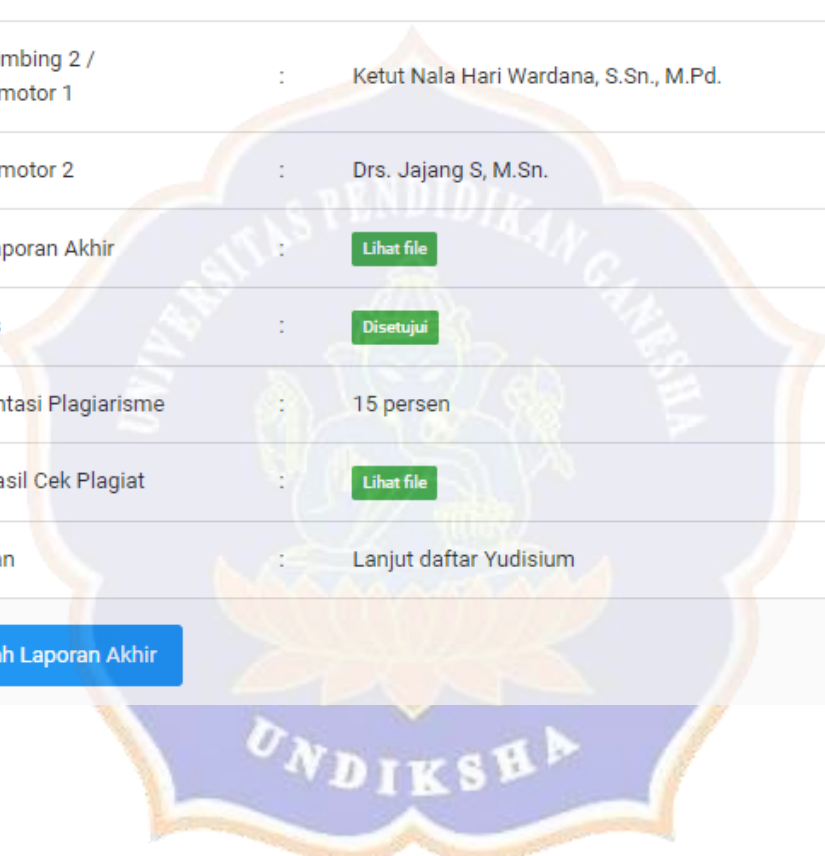 mbing 2 /
motor 1 : Ketut Nala Hari Wardana, S.Sn., M.Pd.
motor 2 : Drs. Jajang S, M.Sn.
poran Akhir : Lihat file
: Disetujui
ntasi Plagiarisme : 15 persen
asil Cek Plagiat : Lihat file
an : Lanjut daftar Yudisium
ah Laporan Akhir
UNIVERSITAS PENDIDIKAN GANESHA
UNDIKSHA